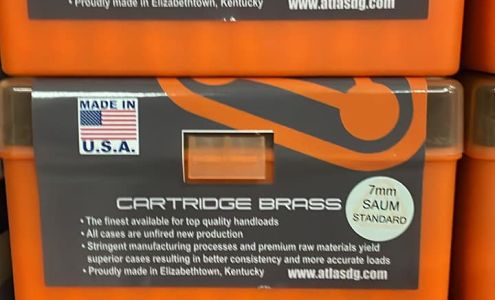 • Proudly made in Elizabethtown, Kentucky www.atlasdg.com
MADE IN
U.S.A.
CARTRIDGE BRASS
7mm
SAUM
STANDARD
• The finest available for top quality handloads
• All cases are unfired new production
• Stringent manufacturing processes and premium raw materials yield
superior cases resulting in better consistency and more accurate loads
• Proudly made in Elizabethtown, Kentucky www.atlasdg.com